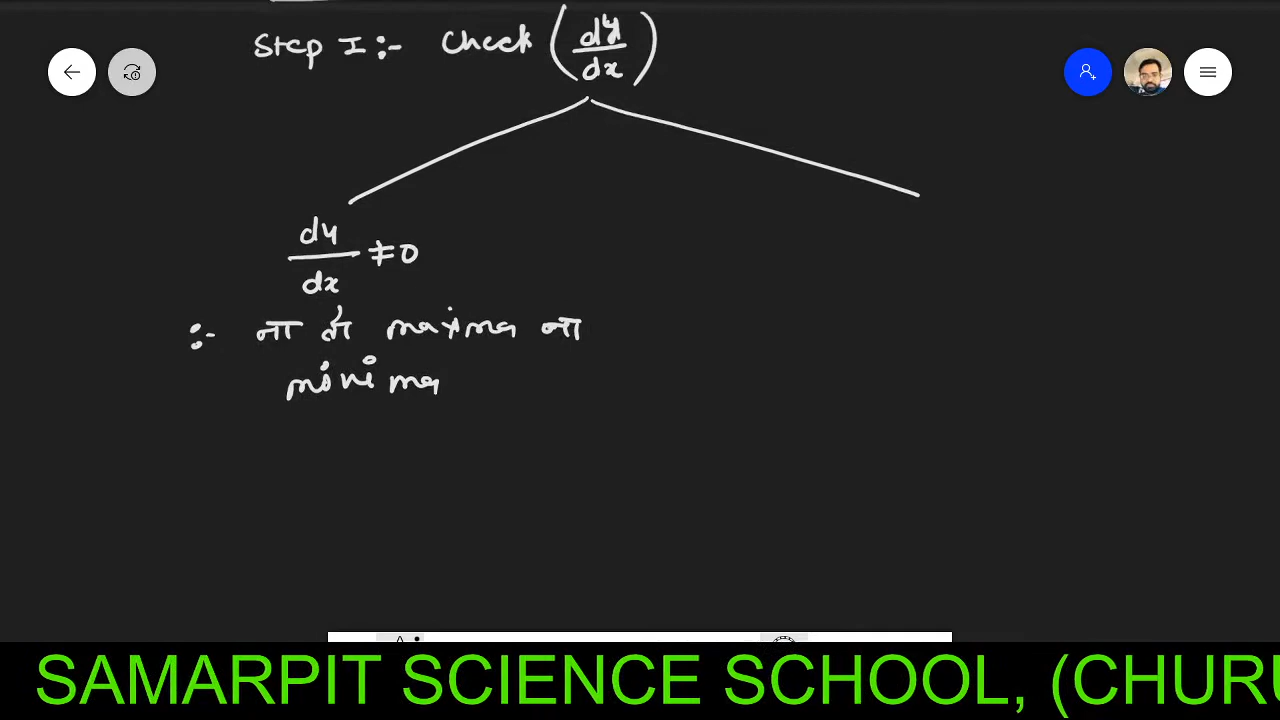 Step I :- Check (dy/dx)
dy/dx ≠ 0
:- ना तो maxima ना
minima
SAMARPIT SCIENCE SCHOOL, (CHURU